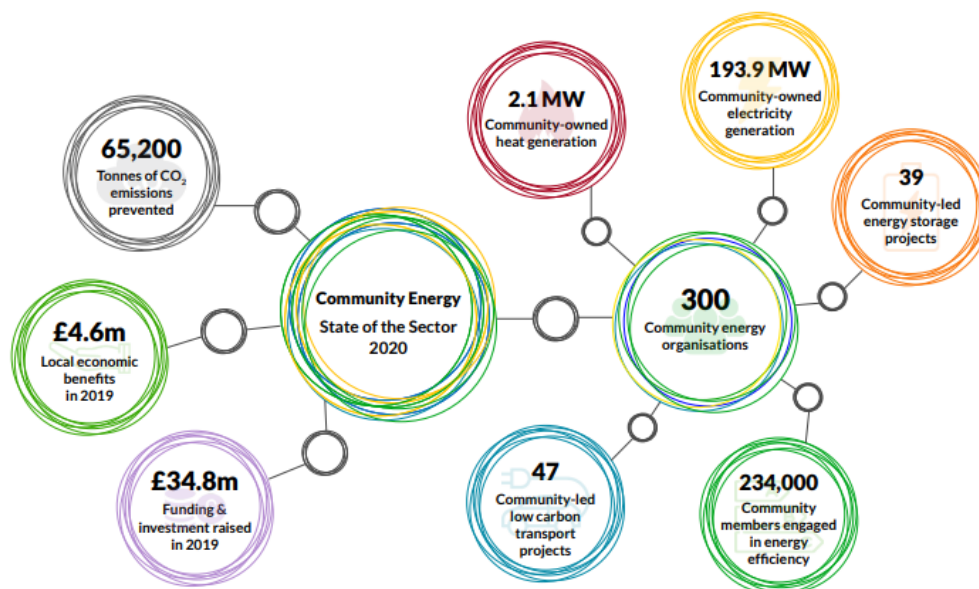 65,200
Tonnes of CO₂
emissions
prevented
£4.6m
Local economic
benefits
in 2019
£34.8m
Funding &
investment raised
in 2019
Community Energy
State of the Sector
2020
2.1 MW
Community-owned
heat generation
193.9 MW
Community-owned
electricity
generation
39
Community-led
energy storage
projects
300
Community energy
organisations
47
Community-led
low carbon
transport
projects
234,000
Community
members engaged
in energy
efficiency